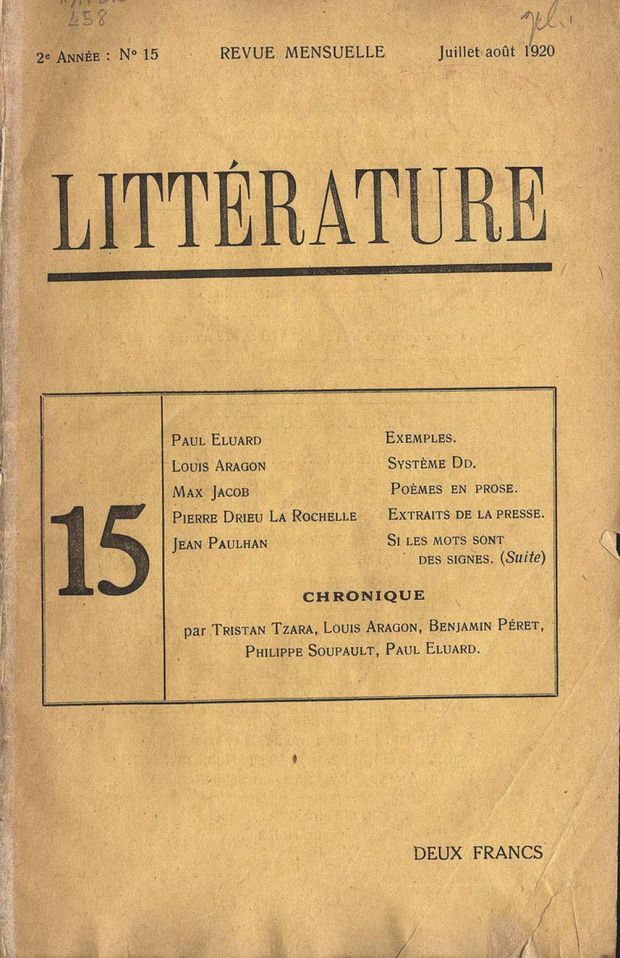 L58
2e ANNÉE : No 15 REVUE MENSUELLE Juillet-août 1920
LITTÉRATURE
15
PAUL ELUARD EXEMPLES.
LOUIS ARAGON SYSTÈME DD.
MAX JACOB POÈMES EN PROSE.
PIERRE DRIEU LA ROCHELLE EXTRAITS DE LA PRESSE.
JEAN PAULHAN SI LES MOTS SONT
DES SIGNES. (Suite)
CHRONIQUE
par TRISTAN TZARA, LOUIS ARAGON, BENJAMIN PÉRET,
PHILIPPE SOUPAULT, PAUL ELUARD.
DEUX FRANCS